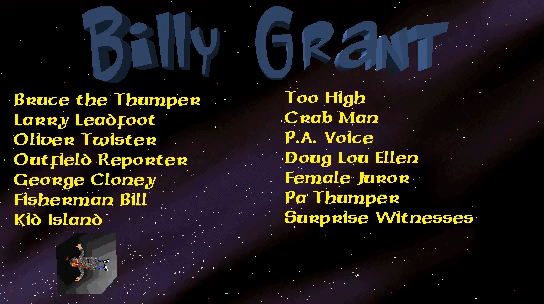 Billy Grant
Bruce the Thumper
Larry Leadfoot
Oliver Twister
Outfield Reporter
George Cloney
Fisherman Bill
Kid Island
Too High
Crab Man
P.A. Voice
Doug Lou Ellen
Female Juror
Pa Thumper
Surprise Witnesses